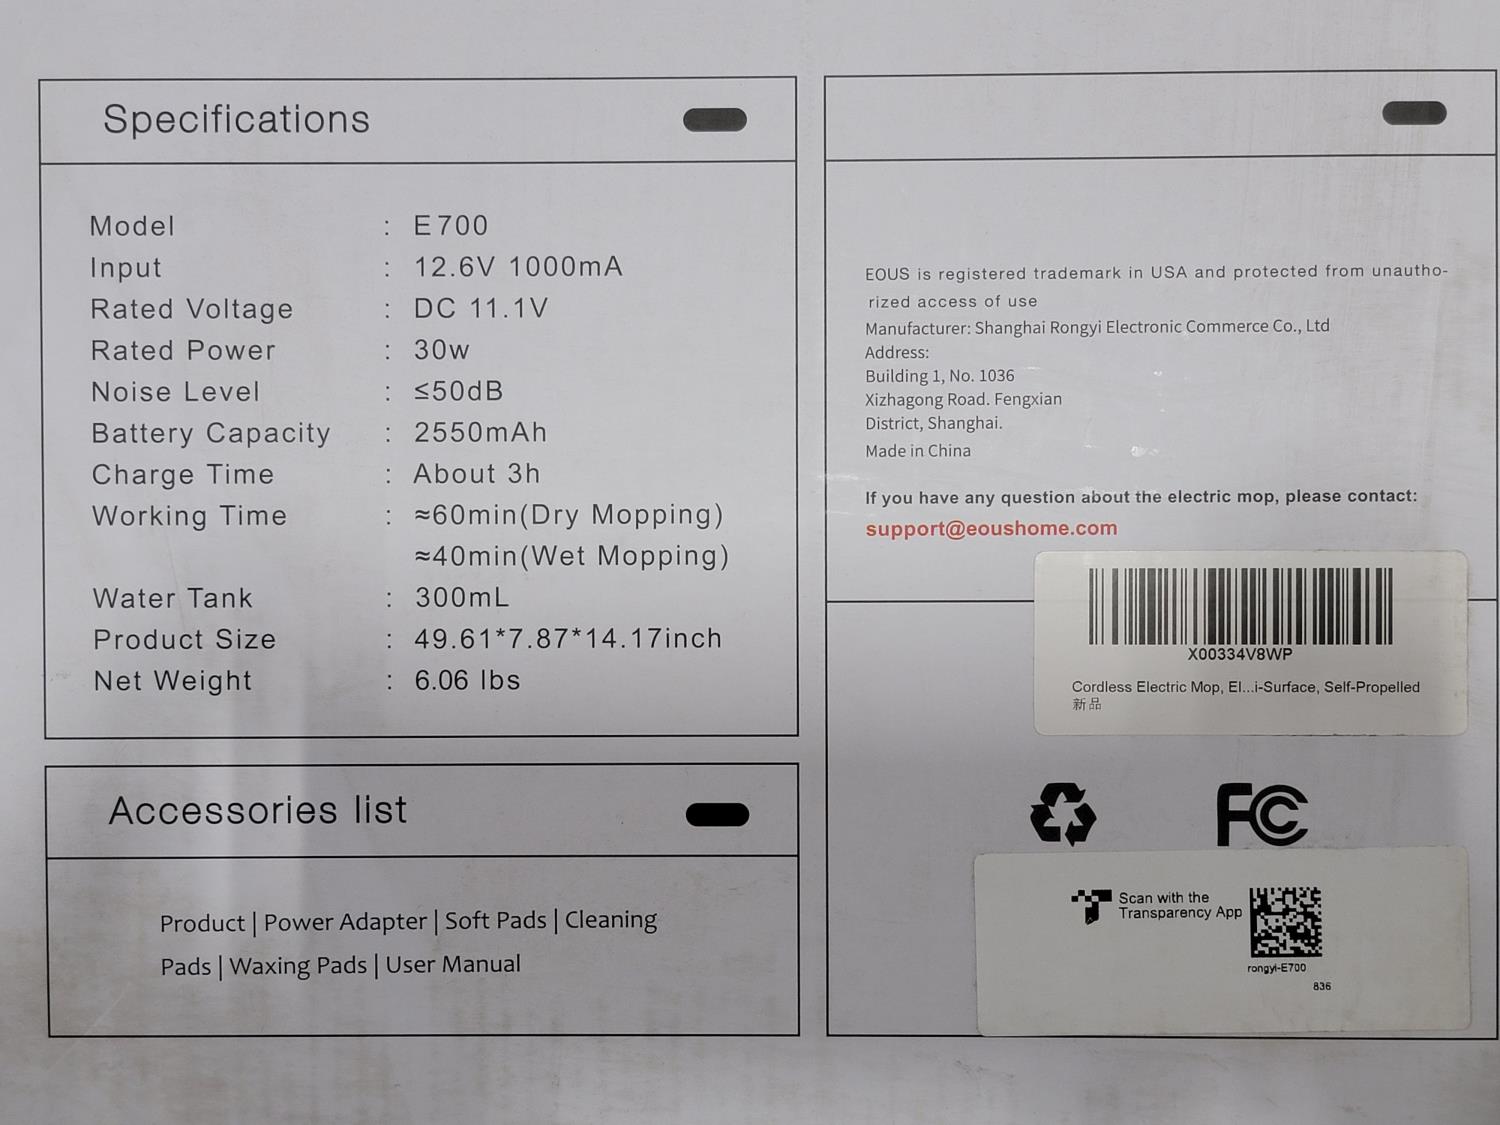 Specifications
Model : E700
Input : 12.6V 1000mA
Rated Voltage : DC 11.1V
Rated Power : 30w
Noise Level : ≤50dB
Battery Capacity : 2550mAh
Charge Time : About 3h
Working Time : ≈60min(Dry Mopping)
≈40min(Wet Mopping)
Water Tank : 300mL
Product Size : 49.61*7.87*14.17inch
Net Weight : 6.06 lbs
Accessories list
Product | Power Adapter | Soft Pads | Cleaning
Pads | Waxing Pads | User Manual
EOUS is registered trademark in USA and protected from unautho-
rized access of use
Manufacturer: Shanghai Rongyi Electronic Commerce Co., Ltd
Address:
Building 1, No. 1036
Xizhagong Road. Fengxian
District, Shanghai.
Made in China
If you have any question about the electric mop, please contact:
support@eoushome.com
X00334V8WP
Cordless Electric Mop, El...i-Surface, Self-Propelled
新品
FC
Scan with the
Transparency App
rongyi-E700
836